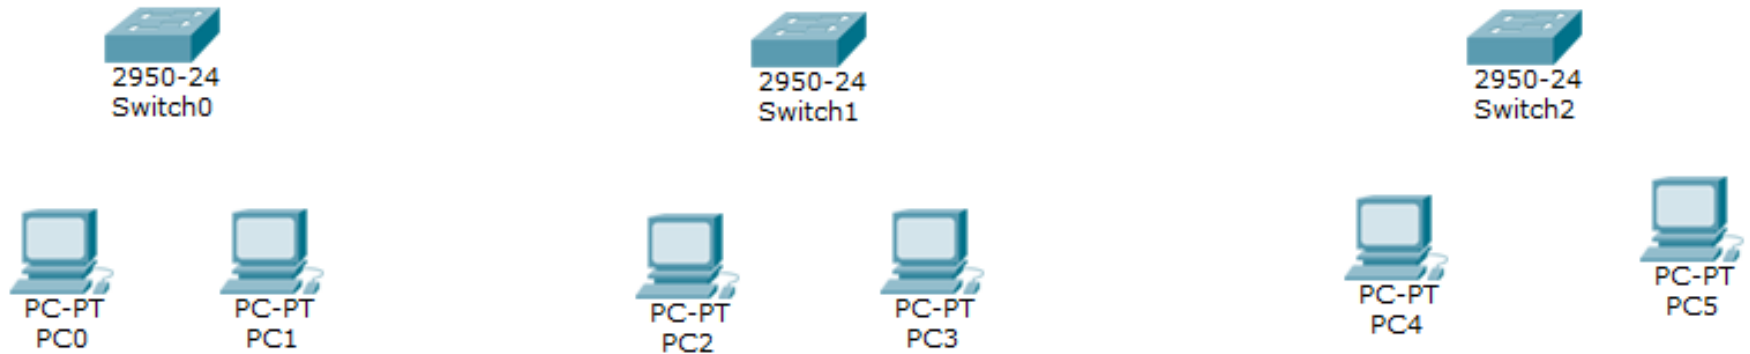 2950-24
Switch0
2950-24
Switch1
2950-24
Switch2
PC-PT
PC0
PC-PT
PC1
PC-PT
PC2
PC-PT
PC3
PC-PT
PC4
PC-PT
PC5